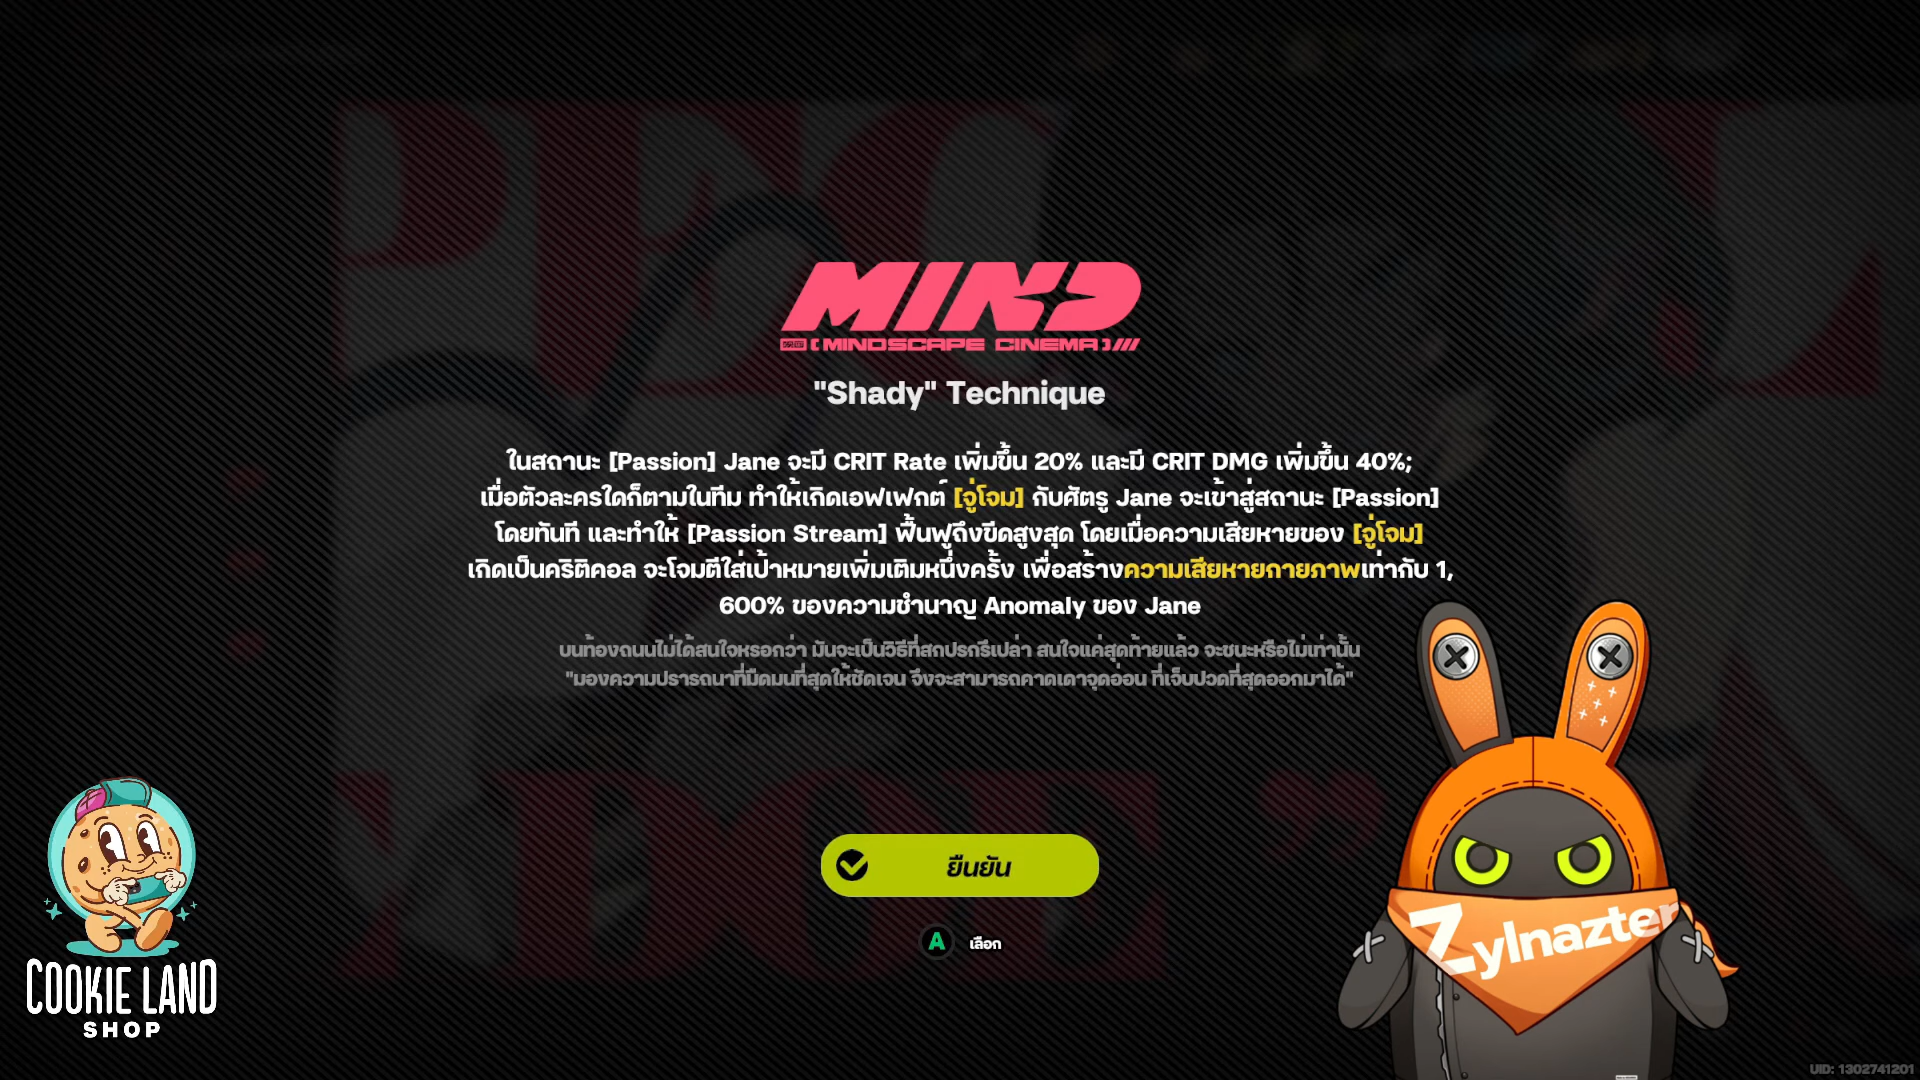 MIND
[MINDSCAPE CINEMA]///
"Shady" Technique
ในสถานะ [Passion] Jane จะมี CRIT Rate เพิ่มขึ้น 20% และมี CRIT DMG เพิ่มขึ้น 40%;
เมื่อตัวละครใดก็ตามในทีม ทำให้เกิดเอฟเฟกต์ [จู่โจม] กับศัตรู Jane จะเข้าสู่สถานะ [Passion]
โดยทันที และทำให้ [Passion Stream] ฟื้นฟูถึงขีดสูงสุด โดยเมื่อความเสียหายของ [จู่โจม]
เกิดเป็นคริติคอล จะโจมตีใส่เป้าหมายเพิ่มเติมหนึ่งครั้ง เพื่อสร้างความเสียหายกายภาพเท่ากับ 1,
600% ของความชำนาญ Anomaly ของ Jane
บนท้องถนนไม่ได้สนใจหรอกว่า มันจะเป็นวิธีที่สกปรกรึเปล่า สนใจแค่สุดท้ายแล้ว จะชนะหรือไม่เท่านั้น
"มองความปรารถนาที่มืดมนที่สุดให้ชัดเจน จึงจะสามารถคาดเดาจุดอ่อน ที่เจ็บปวดที่สุดออกมาได้"
ยืนยัน
A เลือก
COOKIE LAND
SHOP
Zylnazter
UID: 1302741201